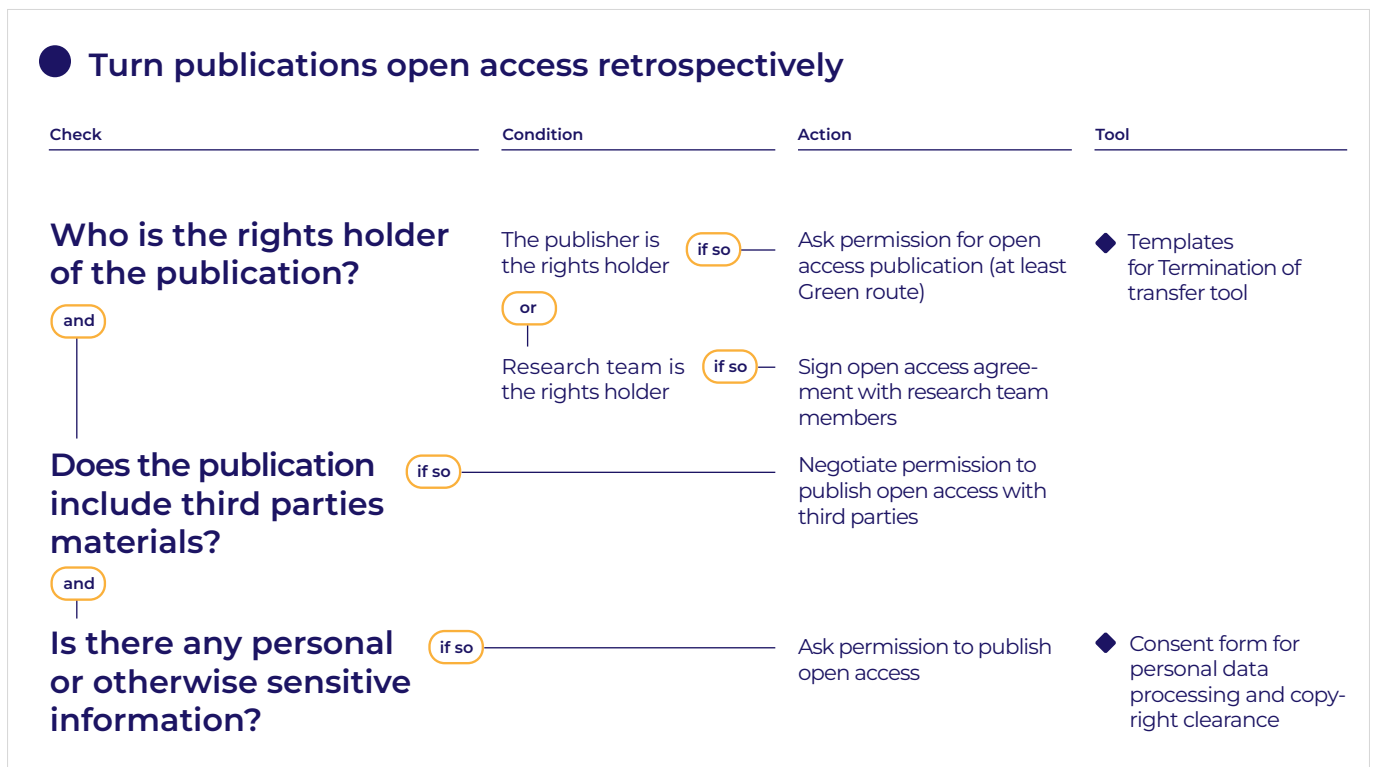 Turn publications open access retrospectively
Check
Condition
Action
Tool
Who is the rights holder
of the publication?
The publisher is
the rights holder
if so
Ask permission for open
access publication (at least
Green route)
Templates
for Termination of
transfer tool
and
or
Research team is
the rights holder
if so
Sign open access agree-
ment with research team
members
Does the publication
include third parties
materials?
if so
Negotiate permission to
publish open access with
third parties
and
Is there any personal
or otherwise sensitive
information?
if so
Ask permission to publish
open access
Consent form for
personal data
processing and copy-
right clearance